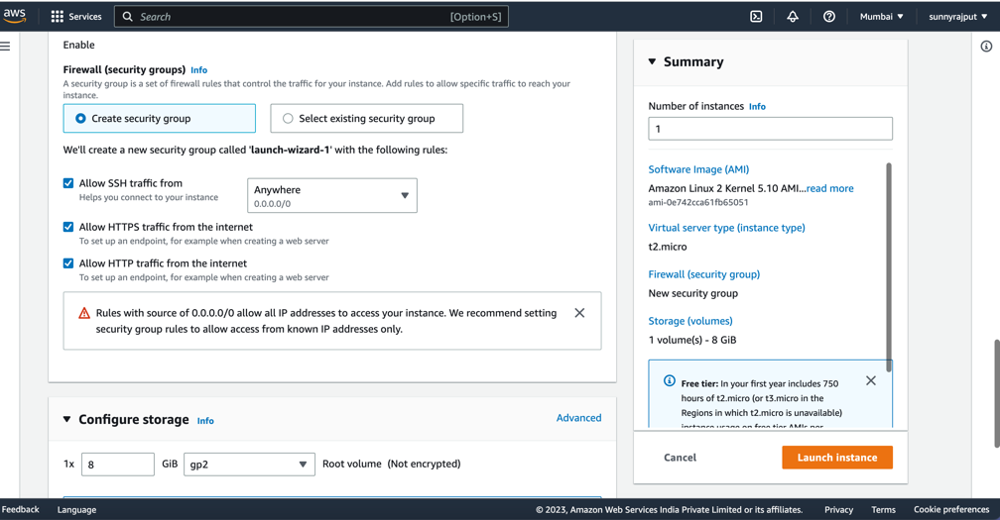 aws
Services
Search
[Option+S]
Mumbai ▼
sunnyrajput ▼
Enable
Firewall (security groups) Info
A security group is a set of firewall rules that control the traffic for your instance. Add rules to allow specific traffic to reach your
instance.
Create security group
Select existing security group
We'll create a new security group called 'launch-wizard-1' with the following rules:
Allow SSH traffic from
Helps you connect to your instance
Anywhere
0.0.0.0/0
Allow HTTPS traffic from the internet
To set up an endpoint, for example when creating a web server
Allow HTTP traffic from the internet
To set up an endpoint, for example when creating a web server
Rules with source of 0.0.0.0/0 allow all IP addresses to access your instance. We recommend setting
security group rules to allow access from known IP addresses only.
Configure storage Info
Advanced
1x
8
GiB
gp2
Root volume (Not encrypted)
Summary
Number of instances Info
1
Software Image (AMI)
Amazon Linux 2 Kernel 5.10 AMI...read more
ami-0e742cca61fb65051
Virtual server type (instance type)
t2.micro
Firewall (security group)
New security group
Storage (volumes)
1 volume(s) - 8 GiB
Free tier: In your first year includes 750
hours of t2.micro (or t3.micro in the
Regions in which t2.micro is unavailable)
instance usage on free tier AMIs per
Cancel
Launch instance
Feedback
Language
© 2023, Amazon Web Services India Private Limited or its affiliates.
Privacy
Terms
Cookie preferences